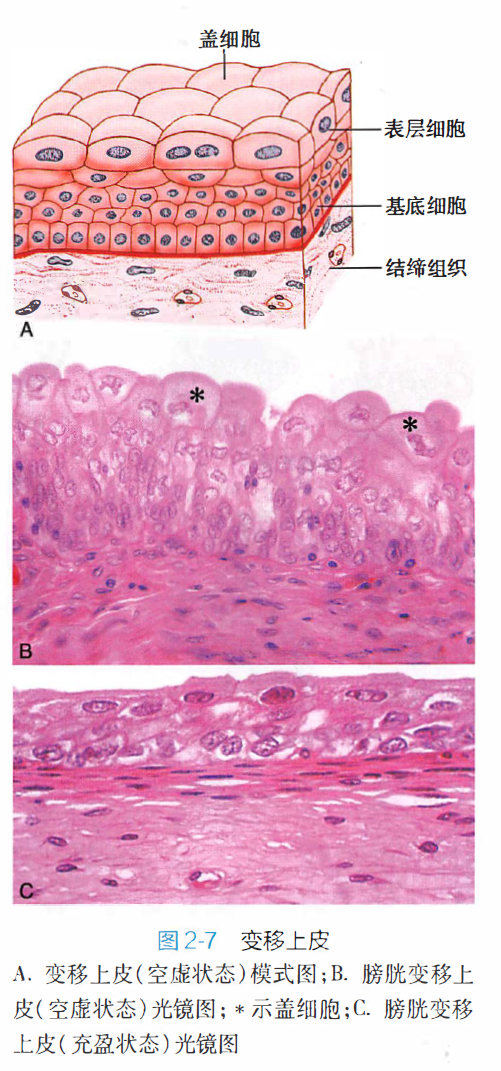 盖细胞
表层细胞
基底细胞
结缔组织
A
*
*
B
C
图2-7 变移上皮
A. 变移上皮(空虚状态)模式图;B. 膀胱变移上
皮(空虚状态)光镜图;*示盖细胞;C. 膀胱变移
上皮(充盈状态)光镜图